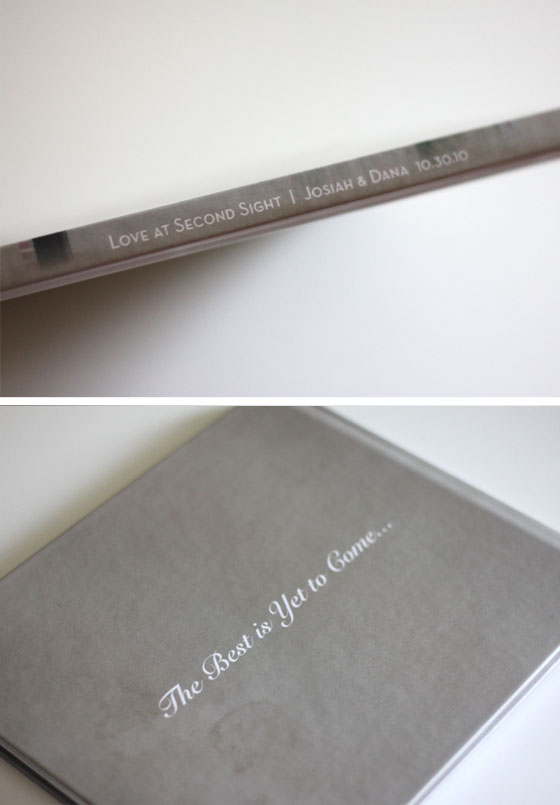 Love at Second Sight | Josiah & Dana 10.30.10
The Best is Yet to Come...